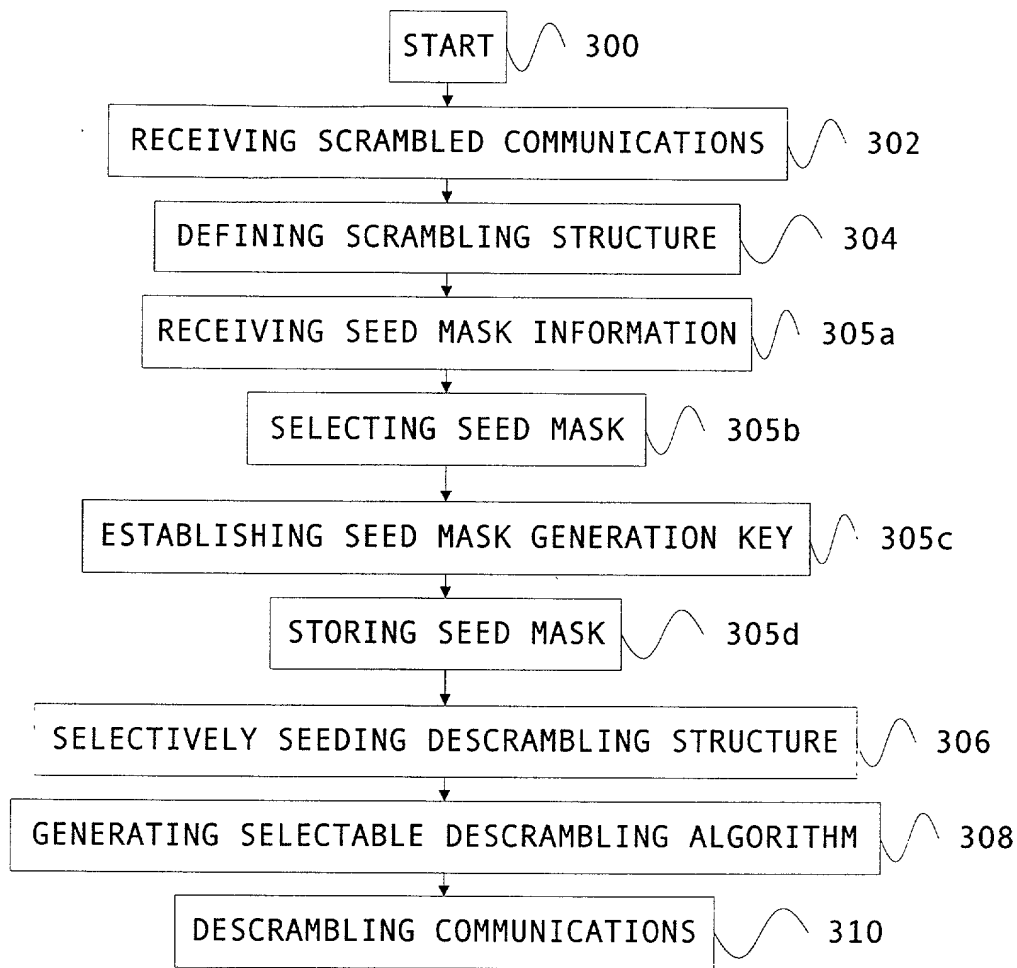 START 300
RECEIVING SCRAMBLED COMMUNICATIONS 302
DEFINING SCRAMBLING STRUCTURE 304
RECEIVING SEED MASK INFORMATION 305a
SELECTING SEED MASK 305b
ESTABLISHING SEED MASK GENERATION KEY 305c
STORING SEED MASK 305d
SELECTIVELY SEEDING DESCRAMBLING STRUCTURE 306
GENERATING SELECTABLE DESCRAMBLING ALGORITHM 308
DESCRAMBLING COMMUNICATIONS 310